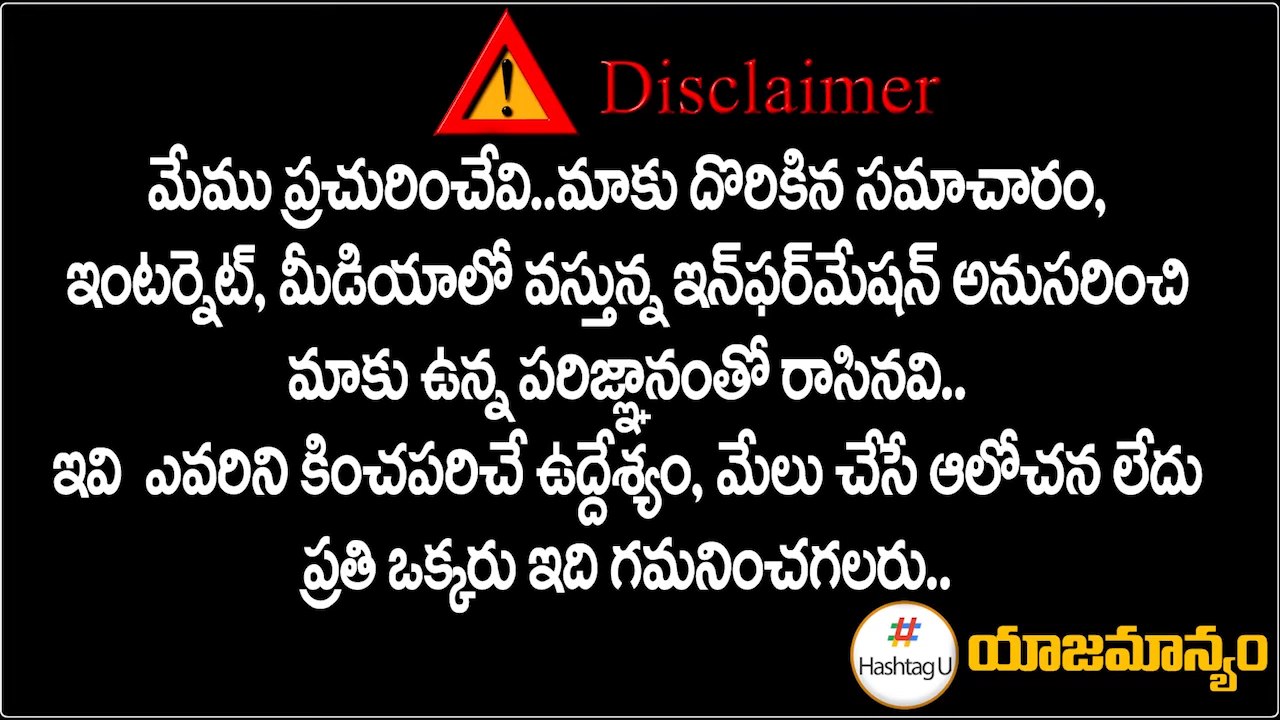 Disclaimer
మేము ప్రచురించేవి..మాకు దొరికిన సమాచారం,
ఇంటర్నెట్, మీడియాలో వస్తున్న ఇన్‌ఫర్‌మేషన్ అనుసరించి
మాకు ఉన్న పరిజ్ఞానంతో రాసినవి..
ఇవి ఎవరిని కించపరిచే ఉద్దేశ్యం, మేలు చేసే ఆలోచన లేదు
ప్రతి ఒక్కరు ఇది గమనించగలరు..
# Hashtag U యాజమాన్యం